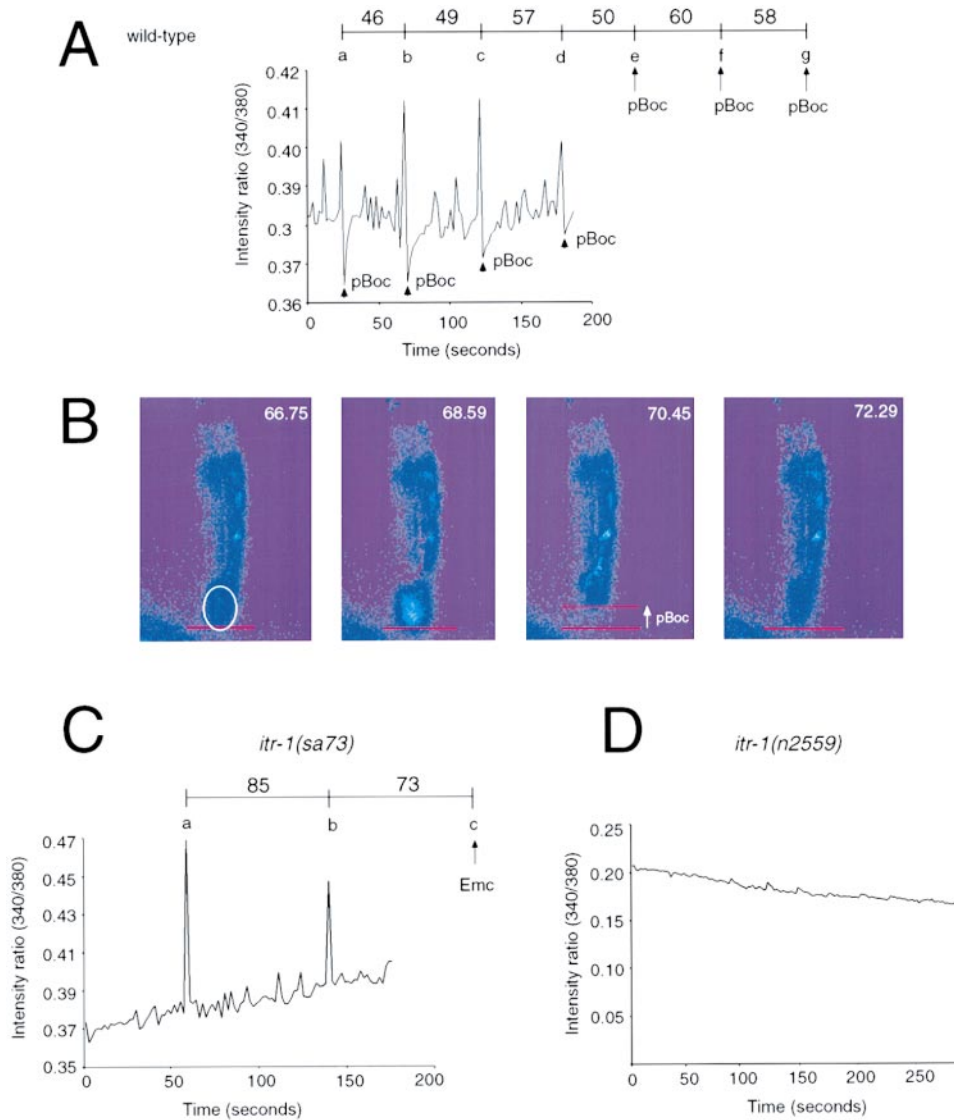 A
wild-type
46 49 57 50 60 58
a b c d e f g
pBoc pBoc pBoc
Intensity ratio (340/380)
0.42
0.41
0.40
0.39
0.3
0.37
0.36
pBoc pBoc pBoc pBoc
0 50 100 150 200
Time (seconds)
B
66.75 68.59 70.45 72.29
pBoc
C
itr-1(sa73)
85 73
a b c
Emc
Intensity ratio (340/380)
0.47
0.45
0.43
0.41
0.39
0.37
0.35
0 50 100 150 200
Time (seconds)
D
itr-1(n2559)
Intensity ratio (340/380)
0.25
0.20
0.15
0.10
0.05
0 50 100 150 200 250
Time (seconds)